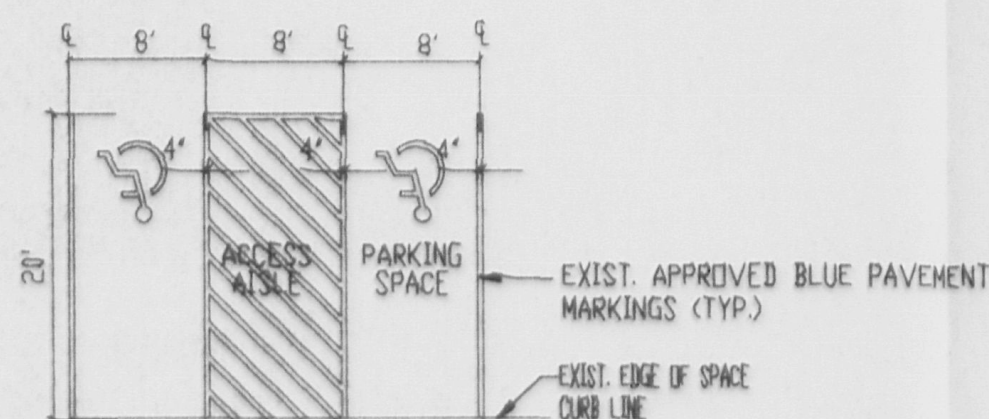 ℄ ℄ ℄ ℄
8' 8' 8'
4" 4" 4"
20'
ACCESS
AISLE
PARKING
SPACE
EXIST. APPROVED BLUE PAVEMENT
MARKINGS (TYP.)
EXIST. EDGE OF SPACE
CURB LINE